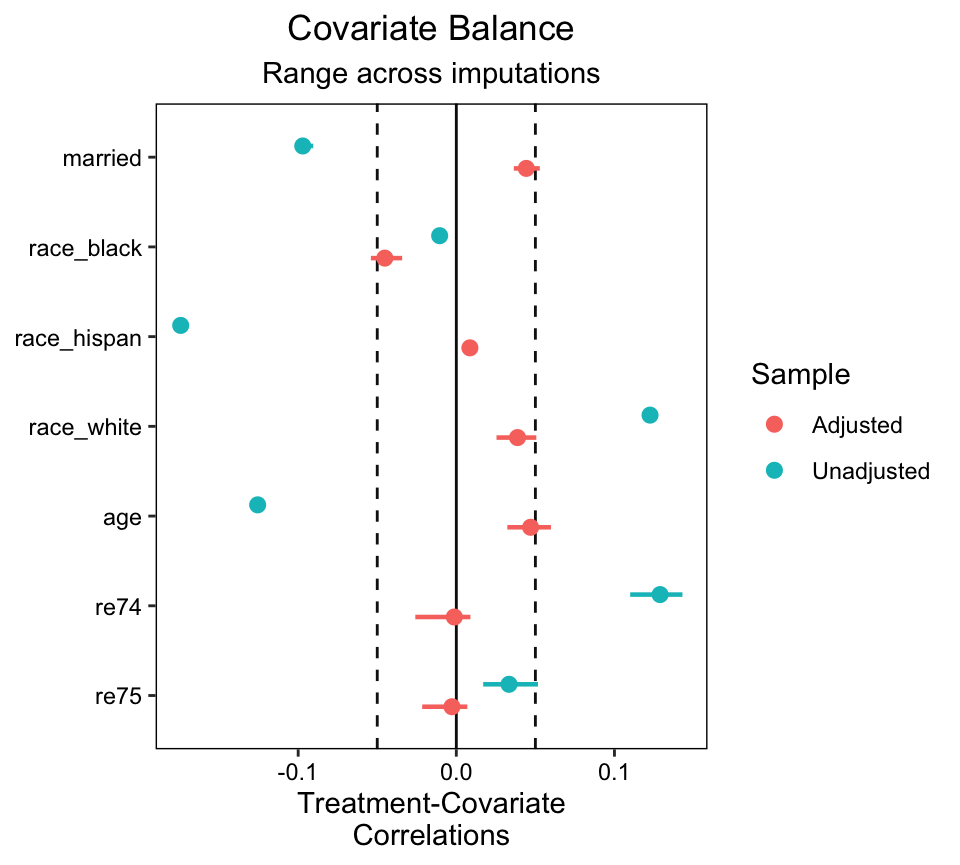 Covariate Balance
Range across imputations
married
race_black
race_hispan
race_white
age
re74
re75
-0.1
0.0
0.1
Treatment-Covariate
Correlations
Sample
Adjusted
Unadjusted